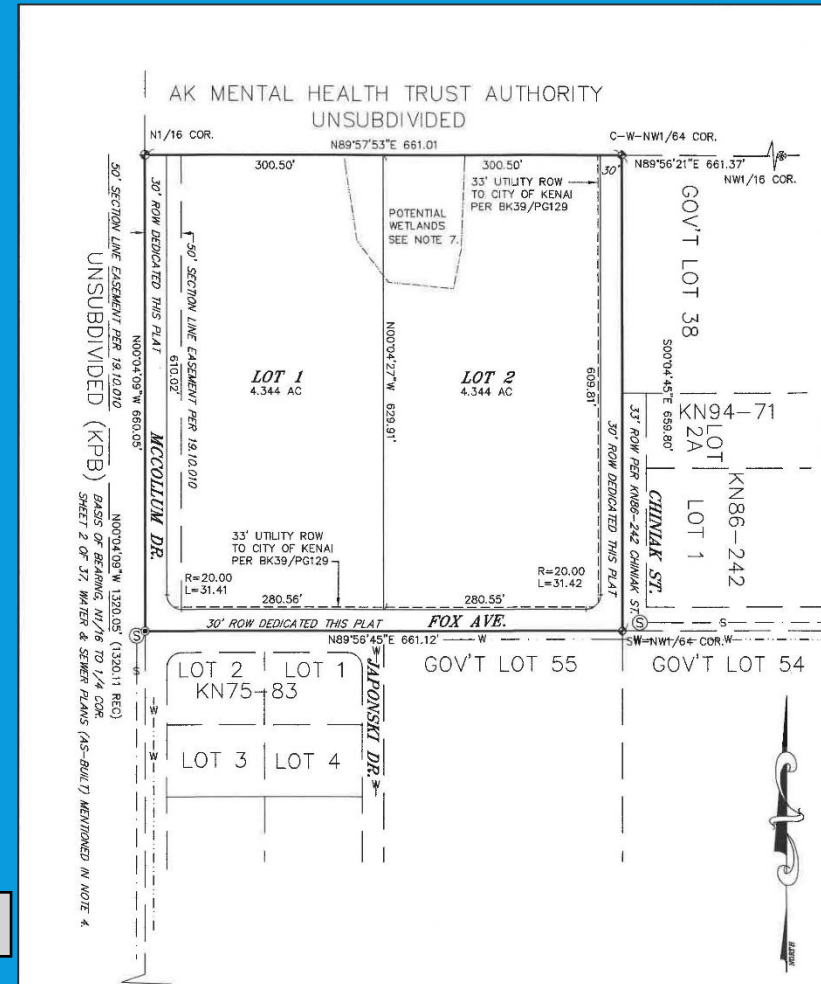 AK MENTAL HEALTH TRUST AUTHORITY
UNSUBDIVIDED
N1/16 COR.
C-W-NW1/64 COR.
N89°57'53"E 661.01
N89°56'21"E 661.37'
NW1/16 COR.
300.50'
300.50'
30'
33' UTILITY ROW
TO CITY OF KENAI
PER BK39/PG129
POTENTIAL
WETLANDS
SEE NOTE 7.
50' SECTION LINE EASEMENT PER 19.10.010
UNSUBDIVIDED (KPB)
N00°04'09"W 660.05'
30' ROW DEDICATED THIS PLAT
MCCOLLUM DR.
610.02'
50' SECTION LINE EASEMENT PER 19.10.010
LOT 1
4.344 AC
N00°04'27"W 629.91'
LOT 2
4.344 AC
609.81'
30' ROW DEDICATED THIS PLAT
33' ROW PER KN86-242 CHINIAK ST.
CHINIAK ST.
S00°04'45"E 659.80'
GOV'T LOT 38
KN94-71
LOT
2A
LOT 1
KN86-242
33' UTILITY ROW
TO CITY OF KENAI
PER BK39/PG129
R=20.00
L=31.41
280.56'
280.55'
R=20.00
L=31.42
30' ROW DEDICATED THIS PLAT
FOX AVE.
S
N89°56'45"E 661.12'
W
W
S
S
SW-NW1/64 COR.
W
S
LOT 2
LOT 1
KN75-83
LOT 3
LOT 4
W
JAPONSKI DR.
W
GOV'T LOT 55
GOV'T LOT 54
W
W
N00°04'09"W 1320.05' (1320.11 REC)
BASIS OF BEARING, N1/16 TO 1/4 COR.
SHEET 2 OF 37, WATER & SEWER PLANS (AS-BUILT) MENTIONED IN NOTE 4.
NORTH